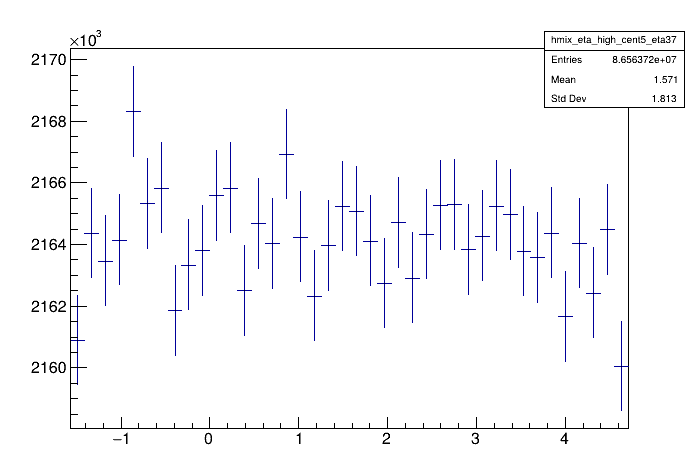 ×10³
hmix_eta_high_cent5_eta37
Entries 8.656372e+07
Mean 1.571
Std Dev 1.813
2170
2168
2166
2164
2162
2160
−1 0 1 2 3 4